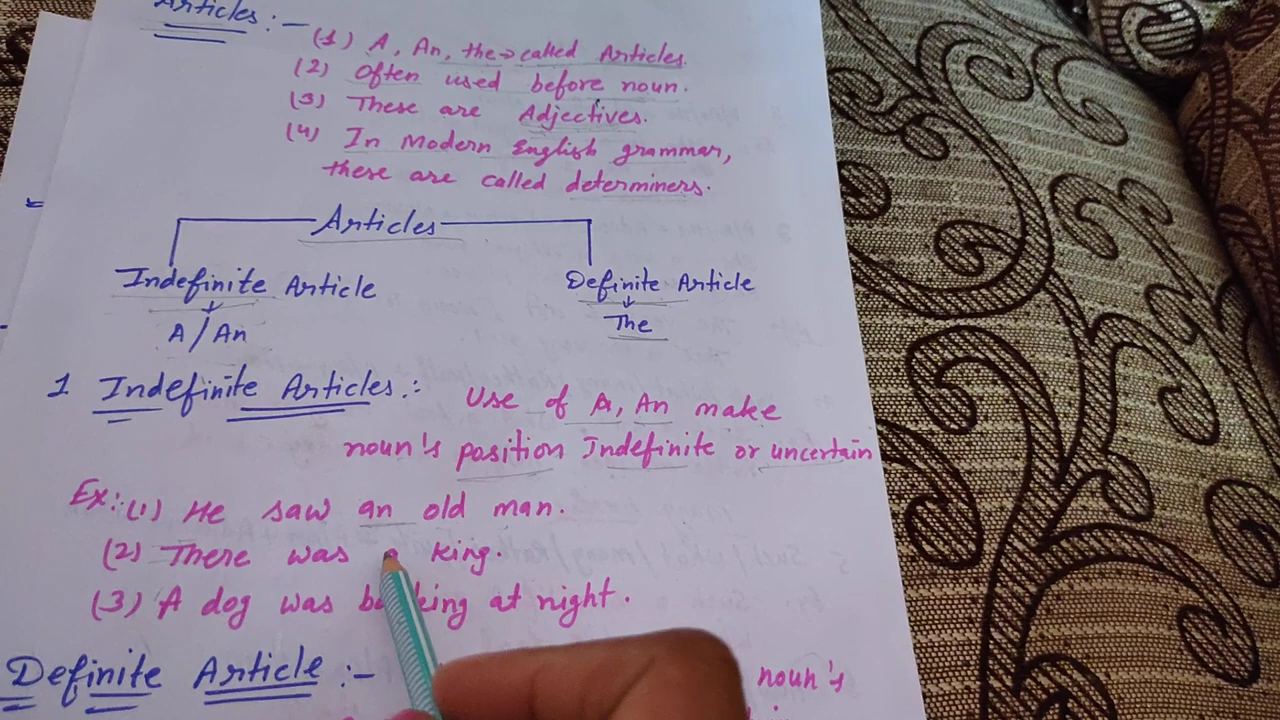 Articles :-
(1) A, An, the → called Articles.
(2) Often used before noun.
(3) These are Adjectives.
(4) In Modern English grammar,
these are called determiners.
Articles
Indefinite Article
Definite Article
A / An
The
1 Indefinite Articles :- Use of A, An make
noun's position Indefinite or uncertain
Ex:- (1) He saw an old man.
(2) There was a king.
(3) A dog was barking at night.
Definite Article :-
noun's